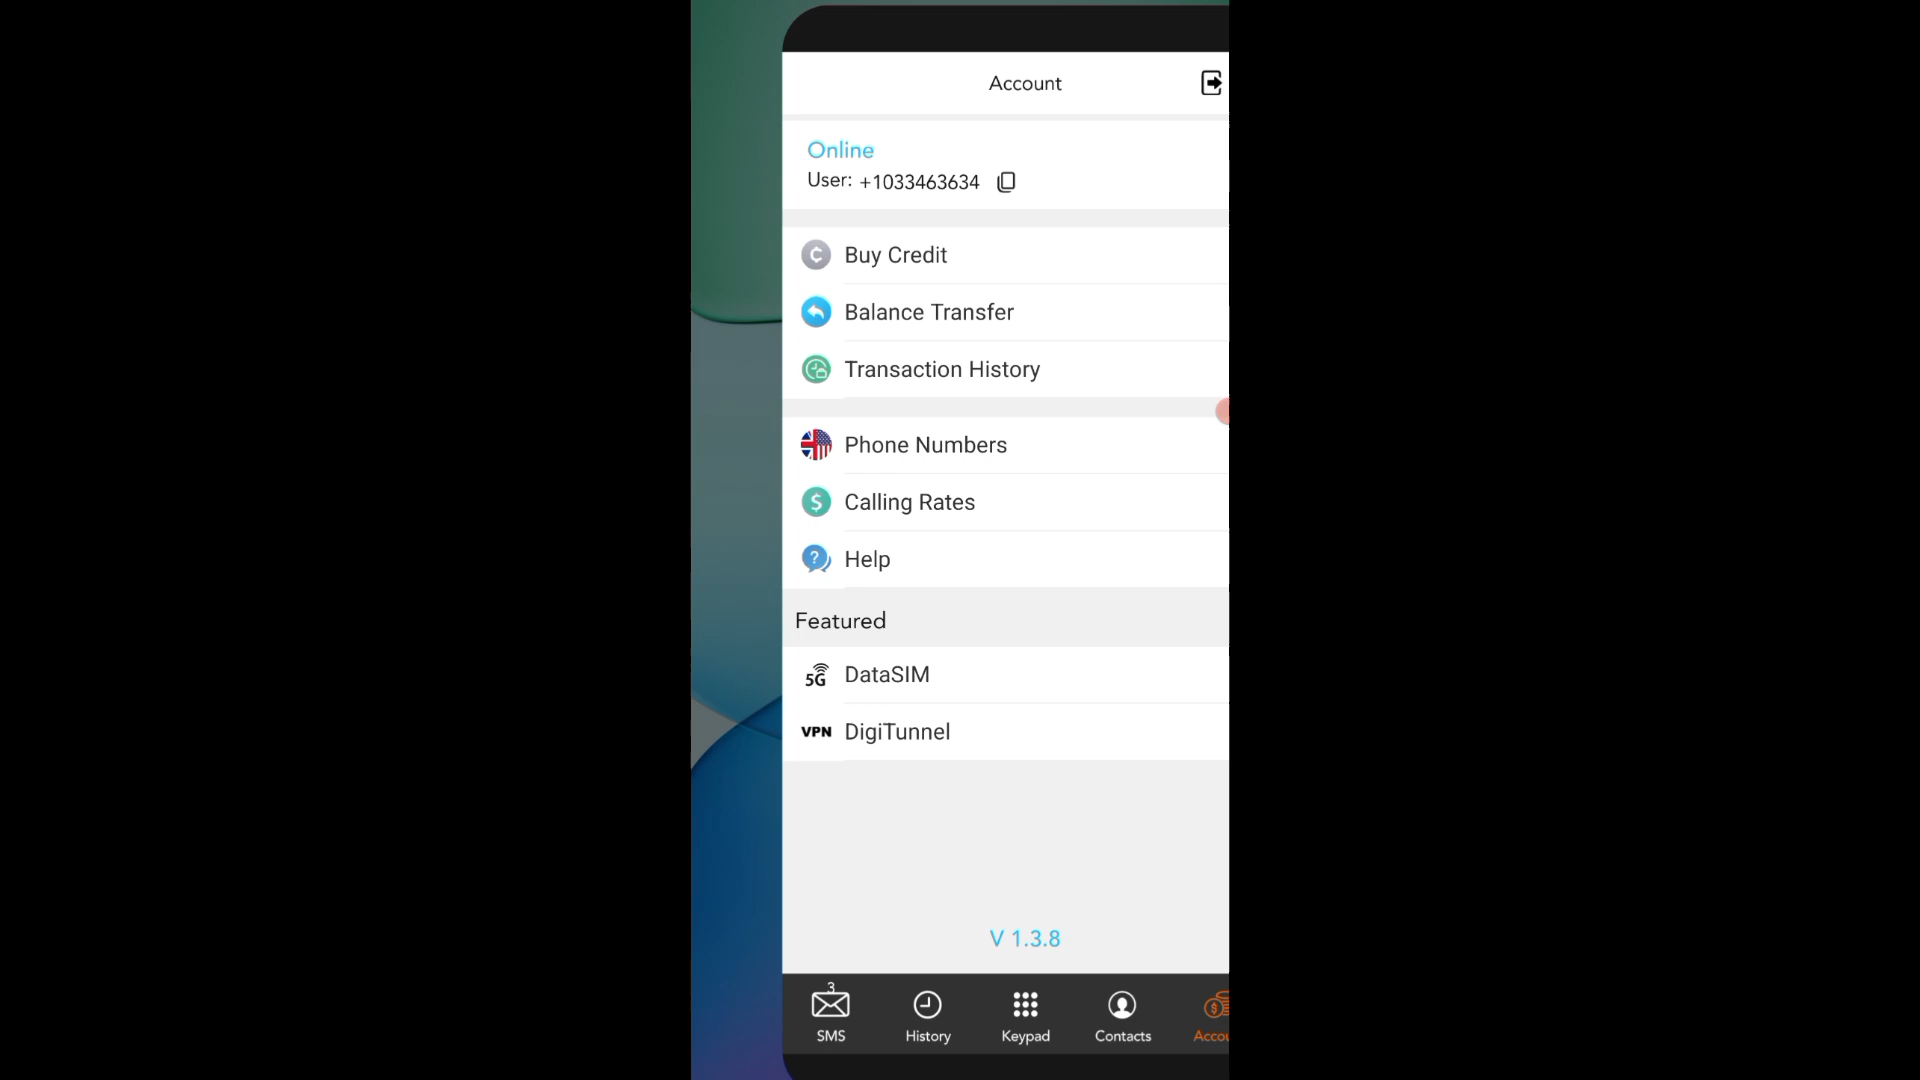 Account
Online
User: +1033463634
Buy Credit
Balance Transfer
Transaction History
Phone Numbers
$ Calling Rates
? Help
Featured
5G DataSIM
VPN DigiTunnel
V 1.3.8
3
SMS
History
Keypad
Contacts
Accou